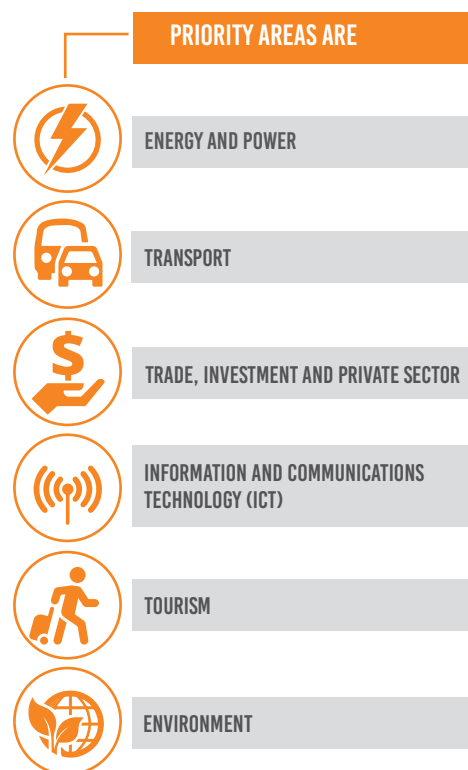 PRIORITY AREAS ARE
ENERGY AND POWER
TRANSPORT
$
TRADE, INVESTMENT AND PRIVATE SECTOR
INFORMATION AND COMMUNICATIONS
TECHNOLOGY (ICT)
TOURISM
ENVIRONMENT